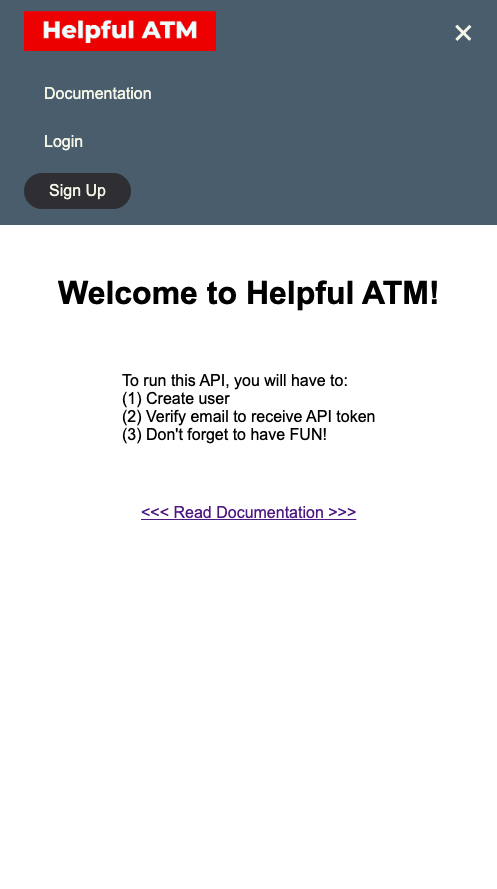 Helpful ATM
Documentation
Login
Sign Up
Welcome to Helpful ATM!
To run this API, you will have to:
(1) Create user
(2) Verify email to receive API token
(3) Don't forget to have FUN!
<<< Read Documentation >>>